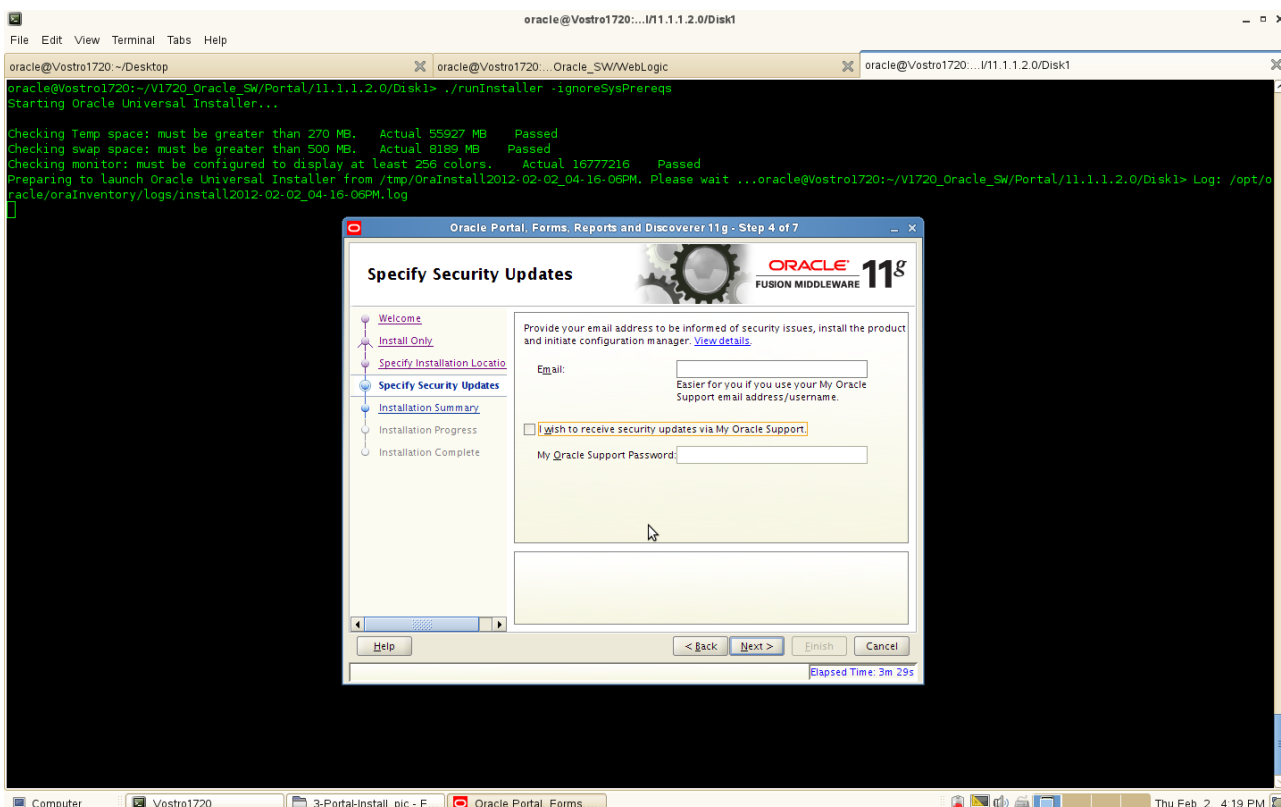 oracle@Vostro1720:...l/11.1.1.2.0/Disk1
File Edit View Terminal Tabs Help
oracle@Vostro1720:~/Desktop
oracle@Vostro1720:...Oracle_SW/WebLogic
oracle@Vostro1720:...l/11.1.1.2.0/Disk1
oracle@Vostro1720:~/V1720_Oracle_SW/Portal/11.1.1.2.0/Disk1> ./runInstaller -ignoreSysPrereqs
Starting Oracle Universal Installer...
Checking Temp space: must be greater than 270 MB.   Actual 55927 MB    Passed
Checking swap space: must be greater than 500 MB.   Actual 8189 MB    Passed
Checking monitor: must be configured to display at least 256 colors.    Actual 16777216    Passed
Preparing to launch Oracle Universal Installer from /tmp/OraInstall2012-02-02_04-16-06PM. Please wait ...oracle@Vostro1720:~/V1720_Oracle_SW/Portal/11.1.1.2.0/Disk1> Log: /opt/o
racle/oraInventory/logs/install2012-02-02_04-16-06PM.log
Oracle Portal, Forms, Reports and Discoverer 11g - Step 4 of 7
Specify Security Updates
ORACLE
FUSION MIDDLEWARE
11g
Welcome
Install Only
Specify Installation Locatio
Specify Security Updates
Installation Summary
Installation Progress
Installation Complete
Provide your email address to be informed of security issues, install the product
and initiate configuration manager. View details.
Email:
Easier for you if you use your My Oracle
Support email address/username.
I wish to receive security updates via My Oracle Support.
My Oracle Support Password:
Help
< Back
Next >
Finish
Cancel
Elapsed Time: 3m 29s
Computer
Vostro1720
3-Portal-Install_pic - F...
Oracle Portal, Forms, ...
Thu Feb 2, 4:19 PM